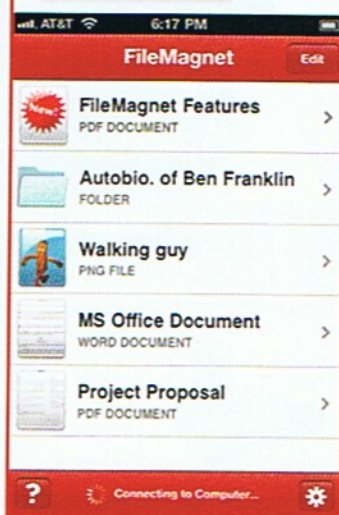 AT&T 6:17 PM
FileMagnet Edit
New!
FileMagnet Features
PDF DOCUMENT
Autobio. of Ben Franklin
FOLDER
Walking guy
PNG FILE
MS Office Document
WORD DOCUMENT
Project Proposal
PDF DOCUMENT
? Connecting to Computer...